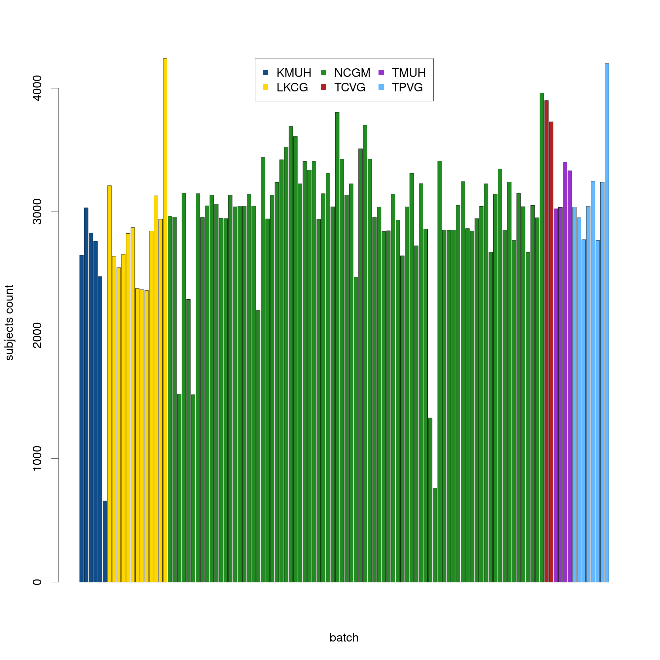 KMUH NCGM TMUH
LKCG TCVG TPVG
4000
3000
2000
1000
0
subjects count
batch